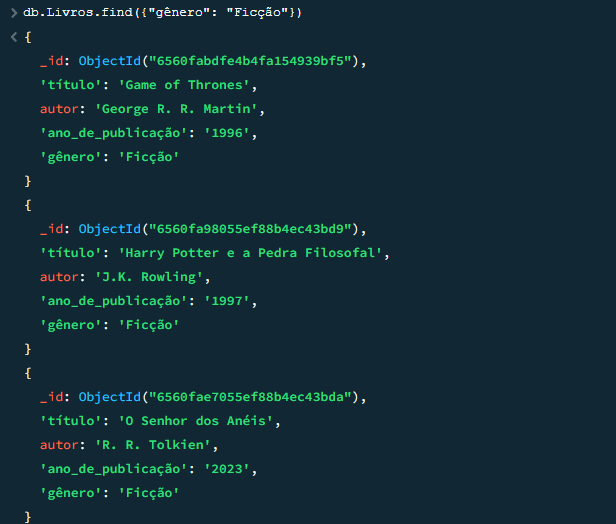 > db.Livros.find({"gênero": "Ficção"})
< {
_id: ObjectId("6560fabdfe4b4fa154939bf5"),
'título': 'Game of Thrones',
autor: 'George R. R. Martin',
'ano_de_publicação': '1996',
'gênero': 'Ficção'
}
{
_id: ObjectId("6560fa98055ef88b4ec43bd9"),
'título': 'Harry Potter e a Pedra Filosofal',
autor: 'J.K. Rowling',
'ano_de_publicação': '1997',
'gênero': 'Ficção'
}
{
_id: ObjectId("6560fae7055ef88b4ec43bda"),
'título': 'O Senhor dos Anéis',
autor: 'R. R. Tolkien',
'ano_de_publicação': '2023',
'gênero': 'Ficção'
}